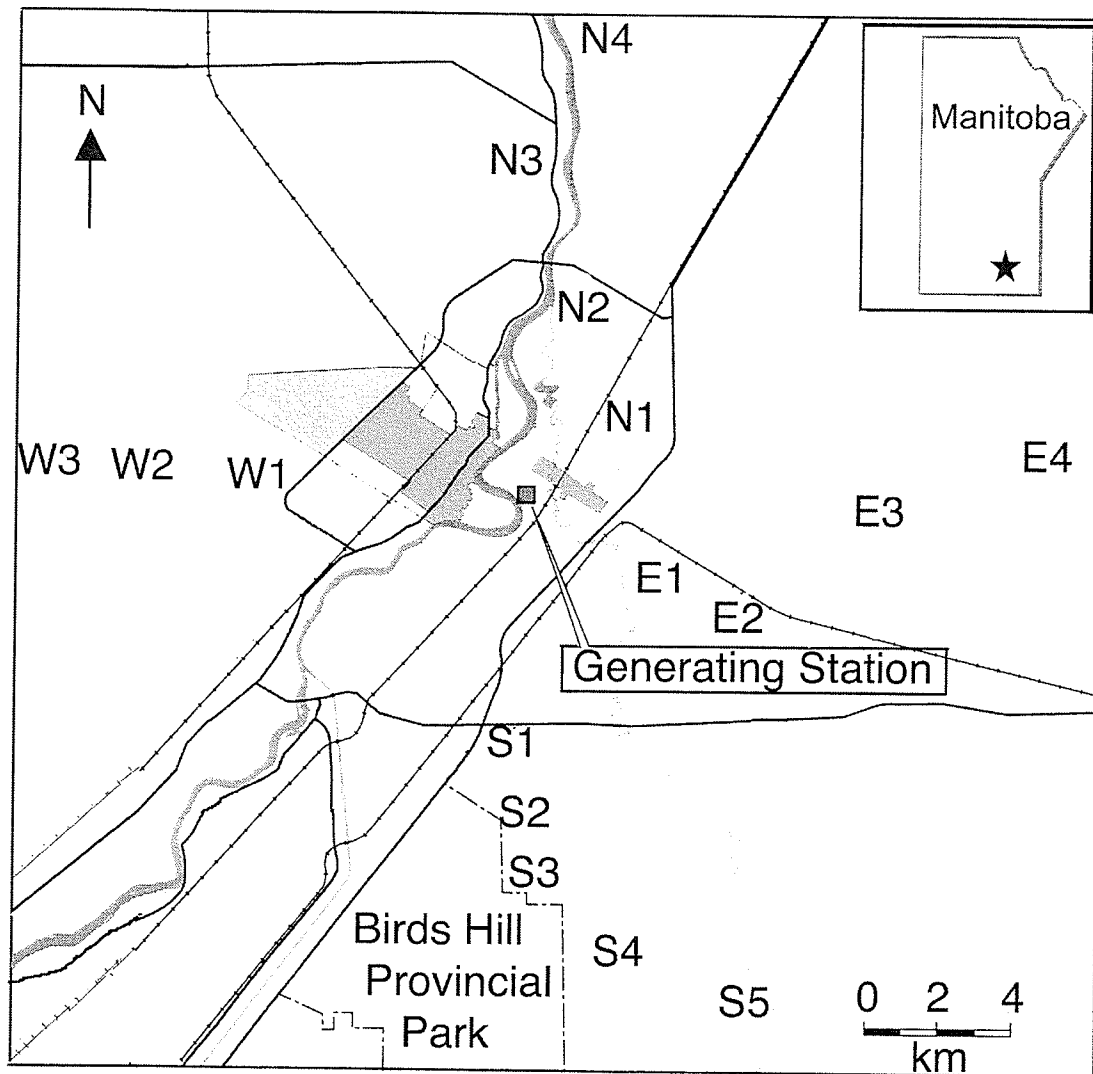 N4
N
Manitoba
N3
N2
N1
W3
W2
W1
E4
E3
E1
E2
Generating Station
S1
S2
S3
Birds Hill
Provincial
Park
S4
S5
0 2 4
km